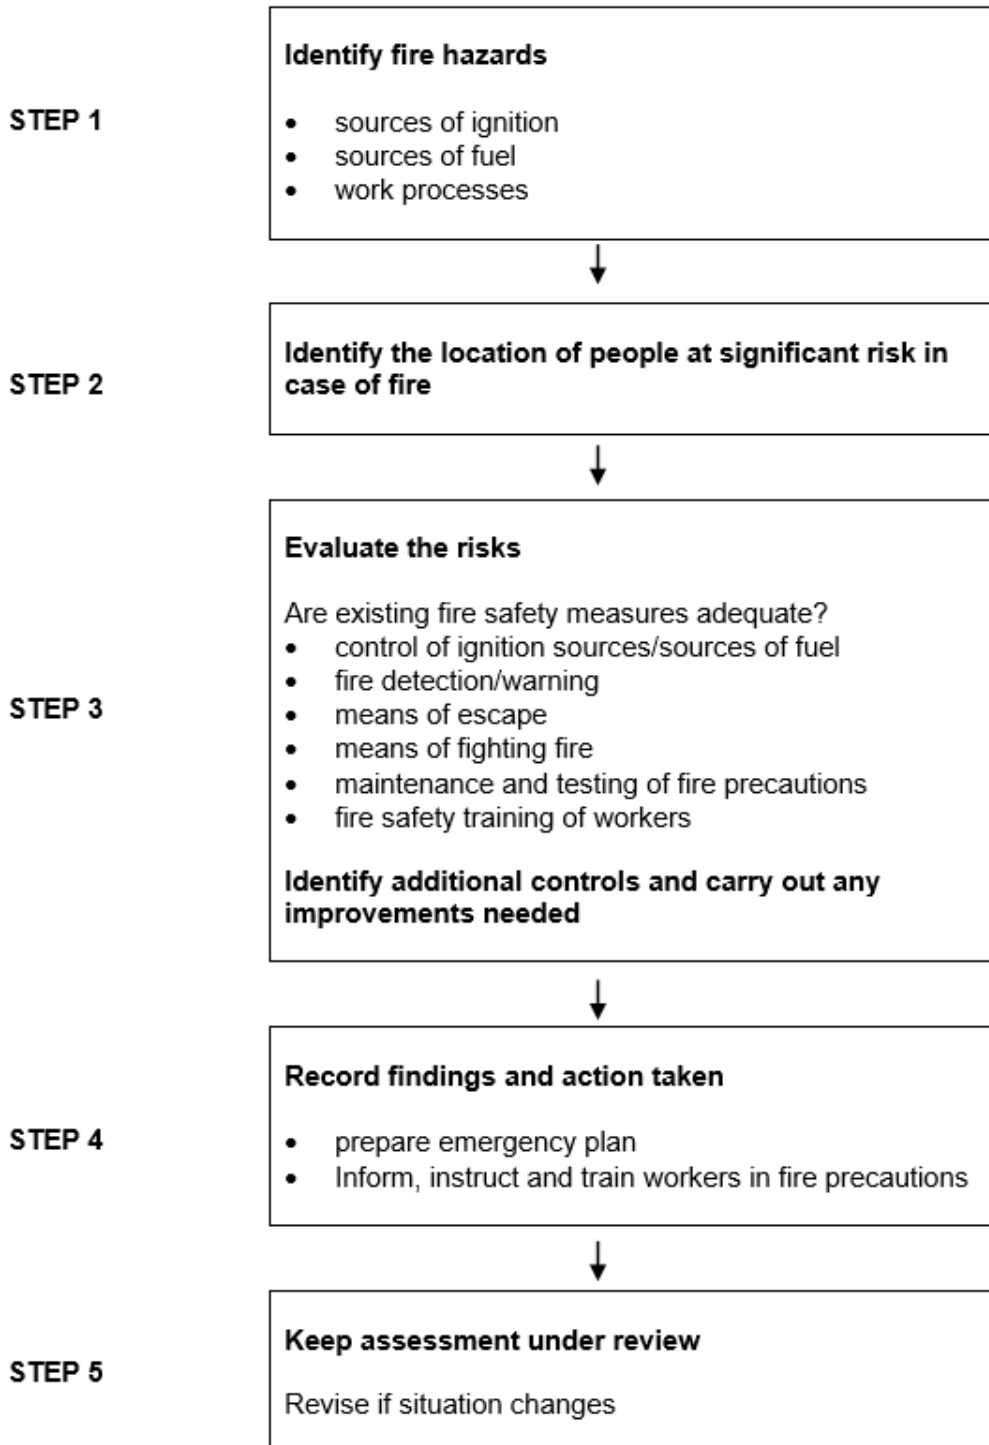 STEP 1
Identify fire hazards
• sources of ignition
• sources of fuel
• work processes
STEP 2
Identify the location of people at significant risk in
case of fire
STEP 3
Evaluate the risks
Are existing fire safety measures adequate?
• control of ignition sources/sources of fuel
• fire detection/warning
• means of escape
• means of fighting fire
• maintenance and testing of fire precautions
• fire safety training of workers
Identify additional controls and carry out any
improvements needed
STEP 4
Record findings and action taken
• prepare emergency plan
• Inform, instruct and train workers in fire precautions
STEP 5
Keep assessment under review
Revise if situation changes